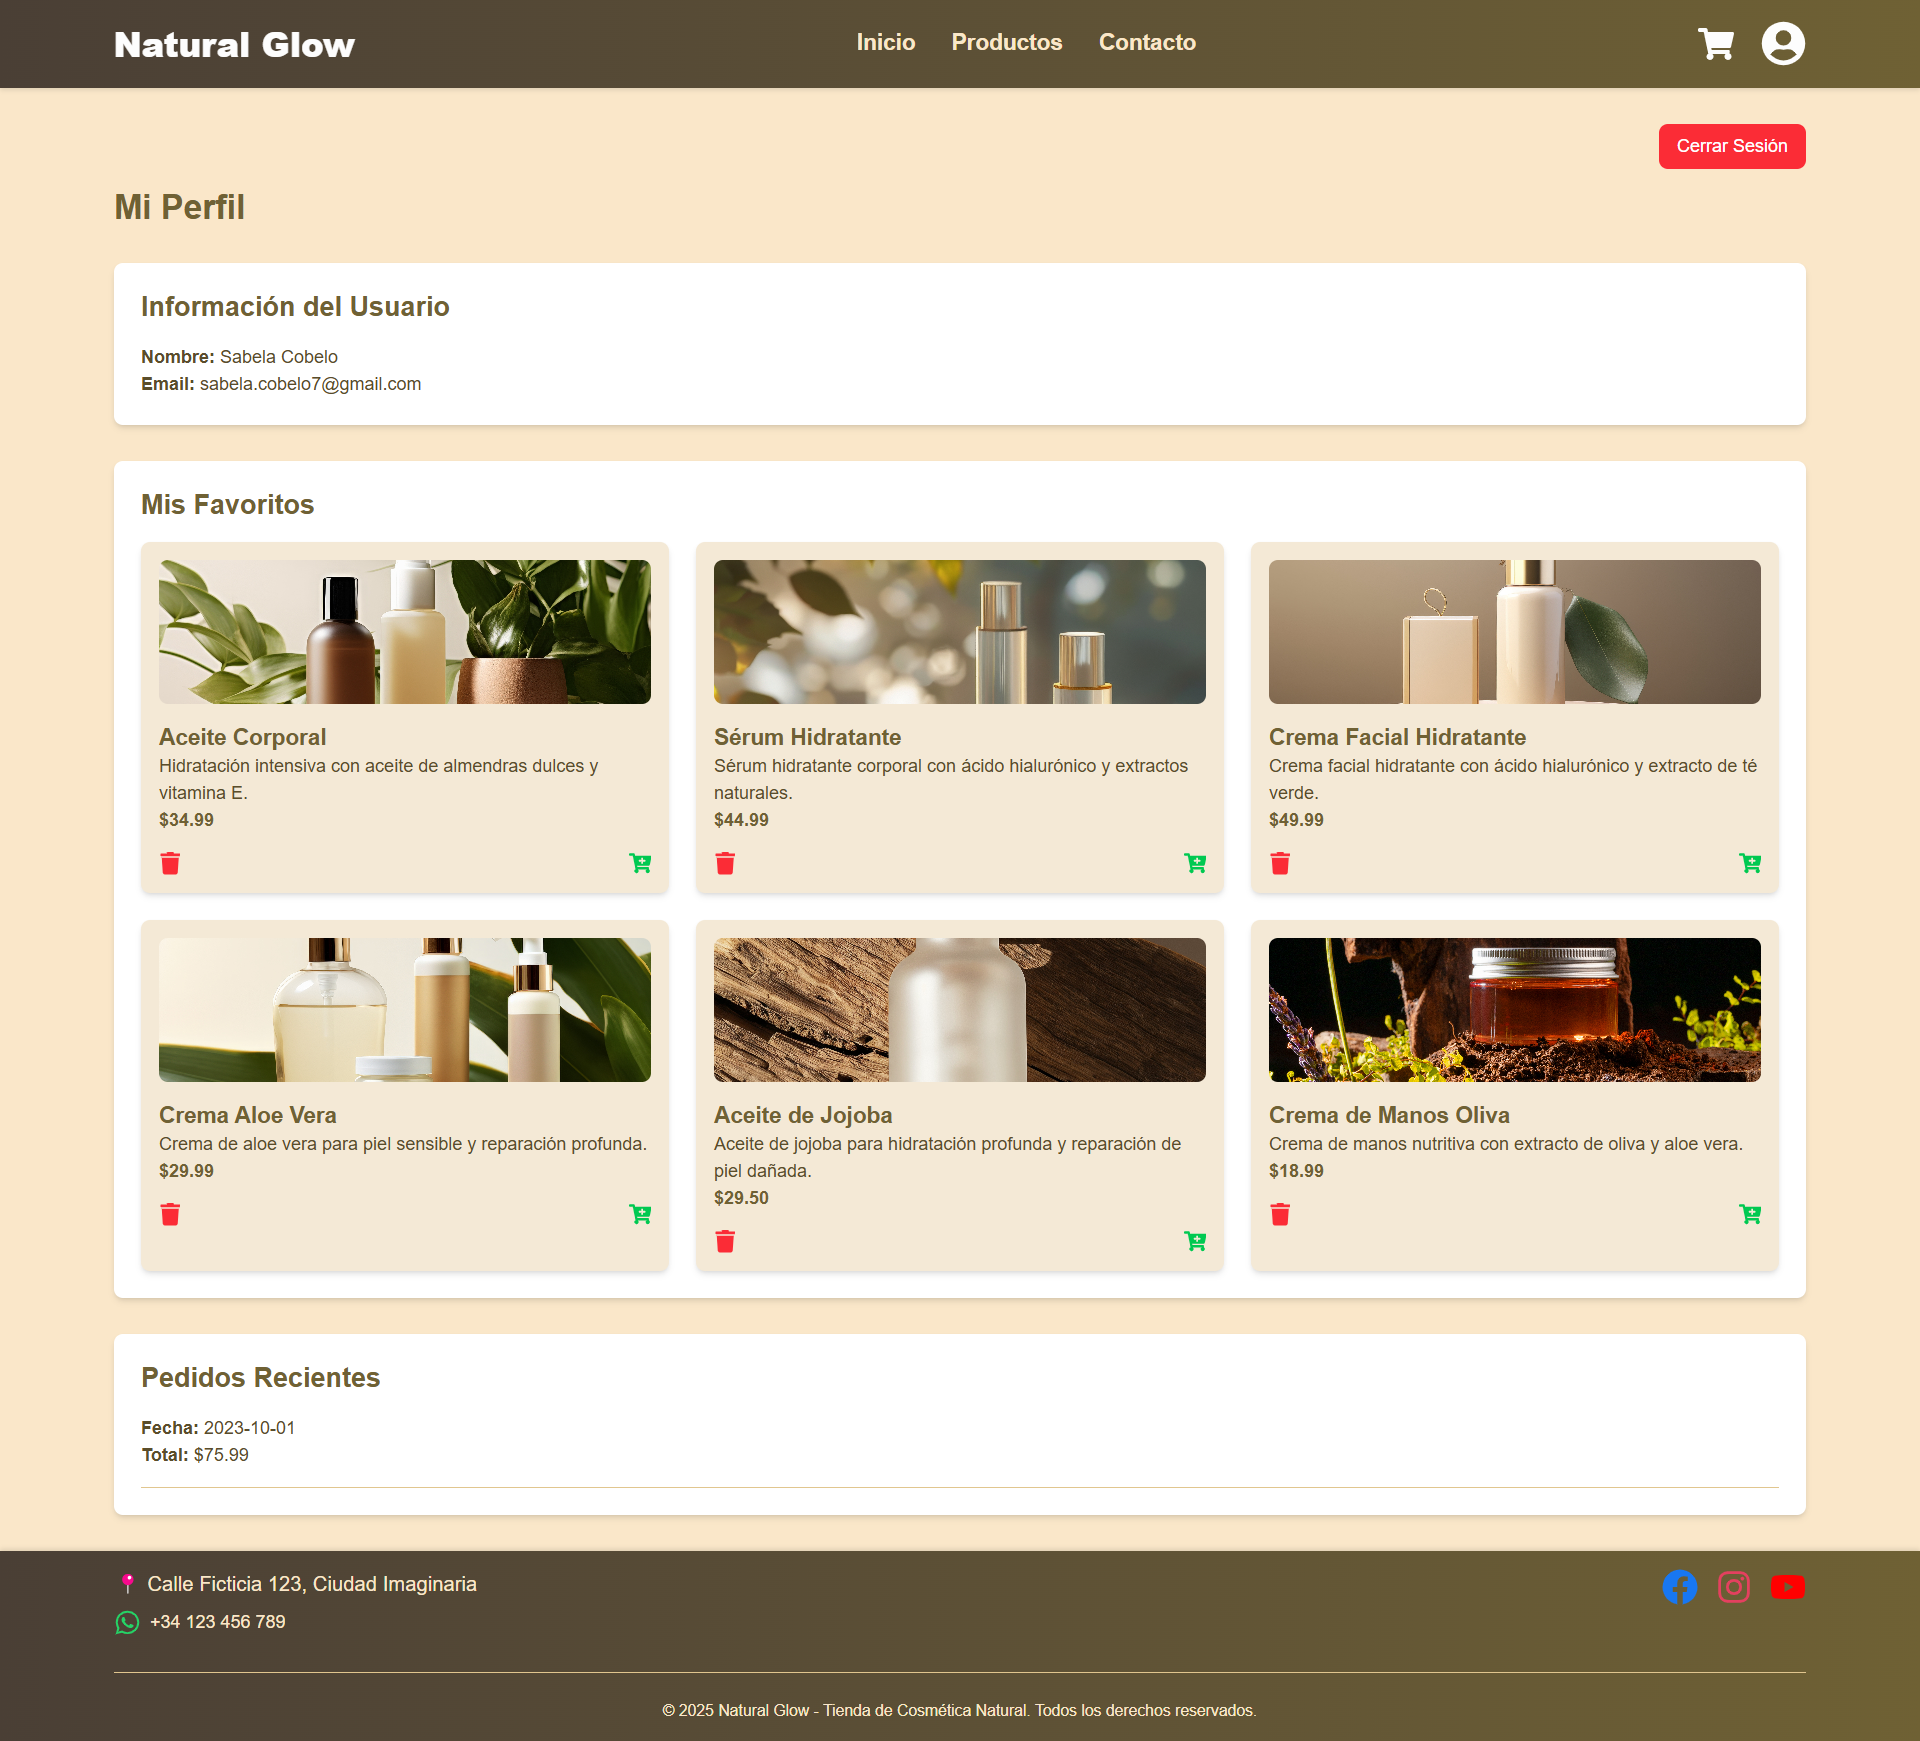 Natural Glow
Inicio Productos Contacto
Cerrar Sesión
Mi Perfil
Información del Usuario
Nombre: Sabela Cobelo
Email: sabela.cobelo7@gmail.com
Mis Favoritos
Aceite Corporal
Hidratación intensiva con aceite de almendras dulces y
vitamina E.
$34.99
Sérum Hidratante
Sérum hidratante corporal con ácido hialurónico y extractos
naturales.
$44.99
Crema Facial Hidratante
Crema facial hidratante con ácido hialurónico y extracto de té
verde.
$49.99
Crema Aloe Vera
Crema de aloe vera para piel sensible y reparación profunda.
$29.99
Aceite de Jojoba
Aceite de jojoba para hidratación profunda y reparación de
piel dañada.
$29.50
Crema de Manos Oliva
Crema de manos nutritiva con extracto de oliva y aloe vera.
$18.99
Pedidos Recientes
Fecha: 2023-10-01
Total: $75.99
Calle Ficticia 123, Ciudad Imaginaria
+34 123 456 789
© 2025 Natural Glow - Tienda de Cosmética Natural. Todos los derechos reservados.